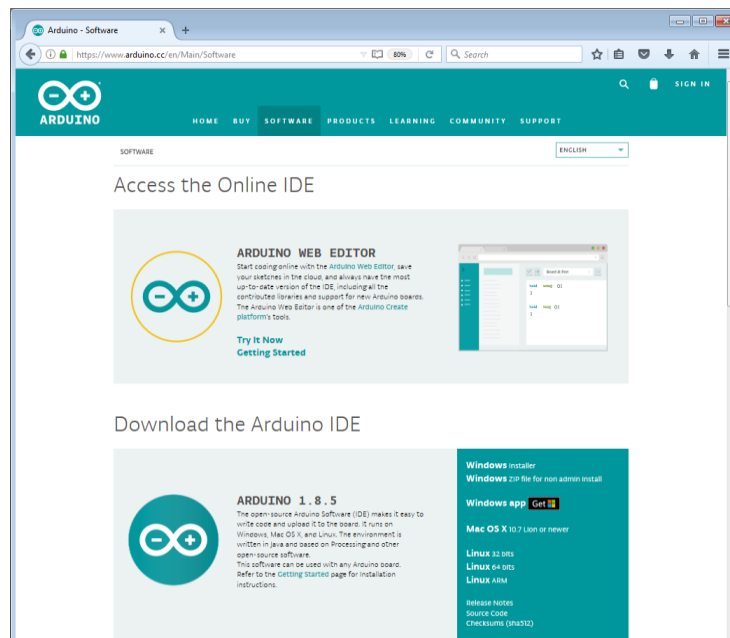 Arduino - Software
https://www.arduino.cc/en/Main/Software
80%
Search
ARDUINO
HOME BUY SOFTWARE PRODUCTS LEARNING COMMUNITY SUPPORT
SIGN IN
SOFTWARE
ENGLISH
Access the Online IDE
ARDUINO WEB EDITOR
Start coding online with the Arduino Web Editor, save
your sketches in the cloud, and always have the most
up-to-date version of the IDE, including all the
contributed libraries and support for new Arduino boards.
The Arduino Web Editor is one of the Arduino Create
platform's tools.
Try It Now
Getting Started
void setup (){
}
void loop (){
}
Download the Arduino IDE
ARDUINO 1.8.5
The open-source Arduino Software (IDE) makes it easy to
write code and upload it to the board. It runs on
Windows, Mac OS X, and Linux. The environment is
written in Java and based on Processing and other
open-source software.
This software can be used with any Arduino board.
Refer to the Getting Started page for Installation
instructions.
Windows Installer
Windows ZIP file for non admin install
Windows app Get
Mac OS X 10.7 Lion or newer
Linux 32 bits
Linux 64 bits
Linux ARM
Release Notes
Source Code
Checksums (sha512)